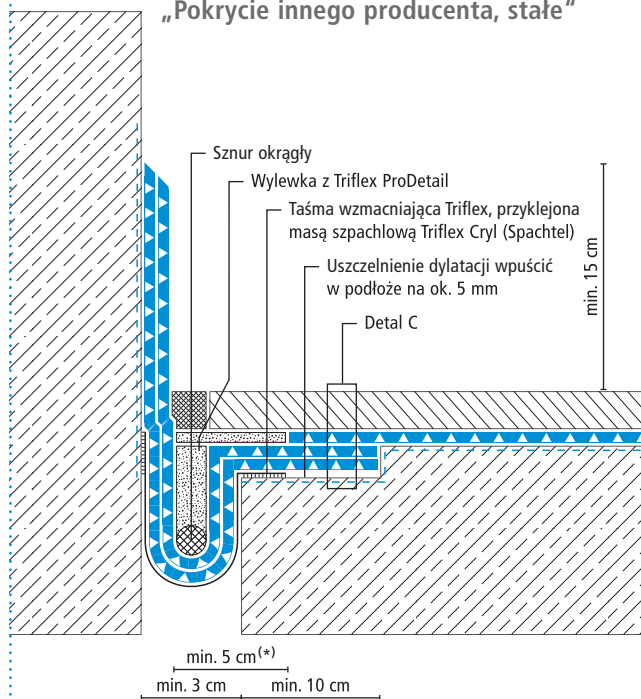 „Pokrycie innego producenta, stałe“
Sznur okrągły
Wylewka z Triflex ProDetail
Taśma wzmacniająca Triflex, przyklejona
masą szpachlową Triflex Cryl (Spachtel)
Uszczelnienie dylatacji wpuścić
w podłoże na ok. 5 mm
Detal C
min. 15 cm
min. 5 cm(*)
min. 3 cm
min. 10 cm